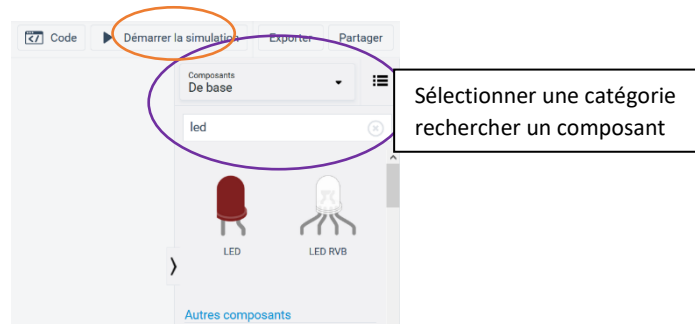 Code Démarrer la simulation Exporter Partager
Composants
De base
led
Sélectionner une catégorie
rechercher un composant
LED LED RVB
Autres composants